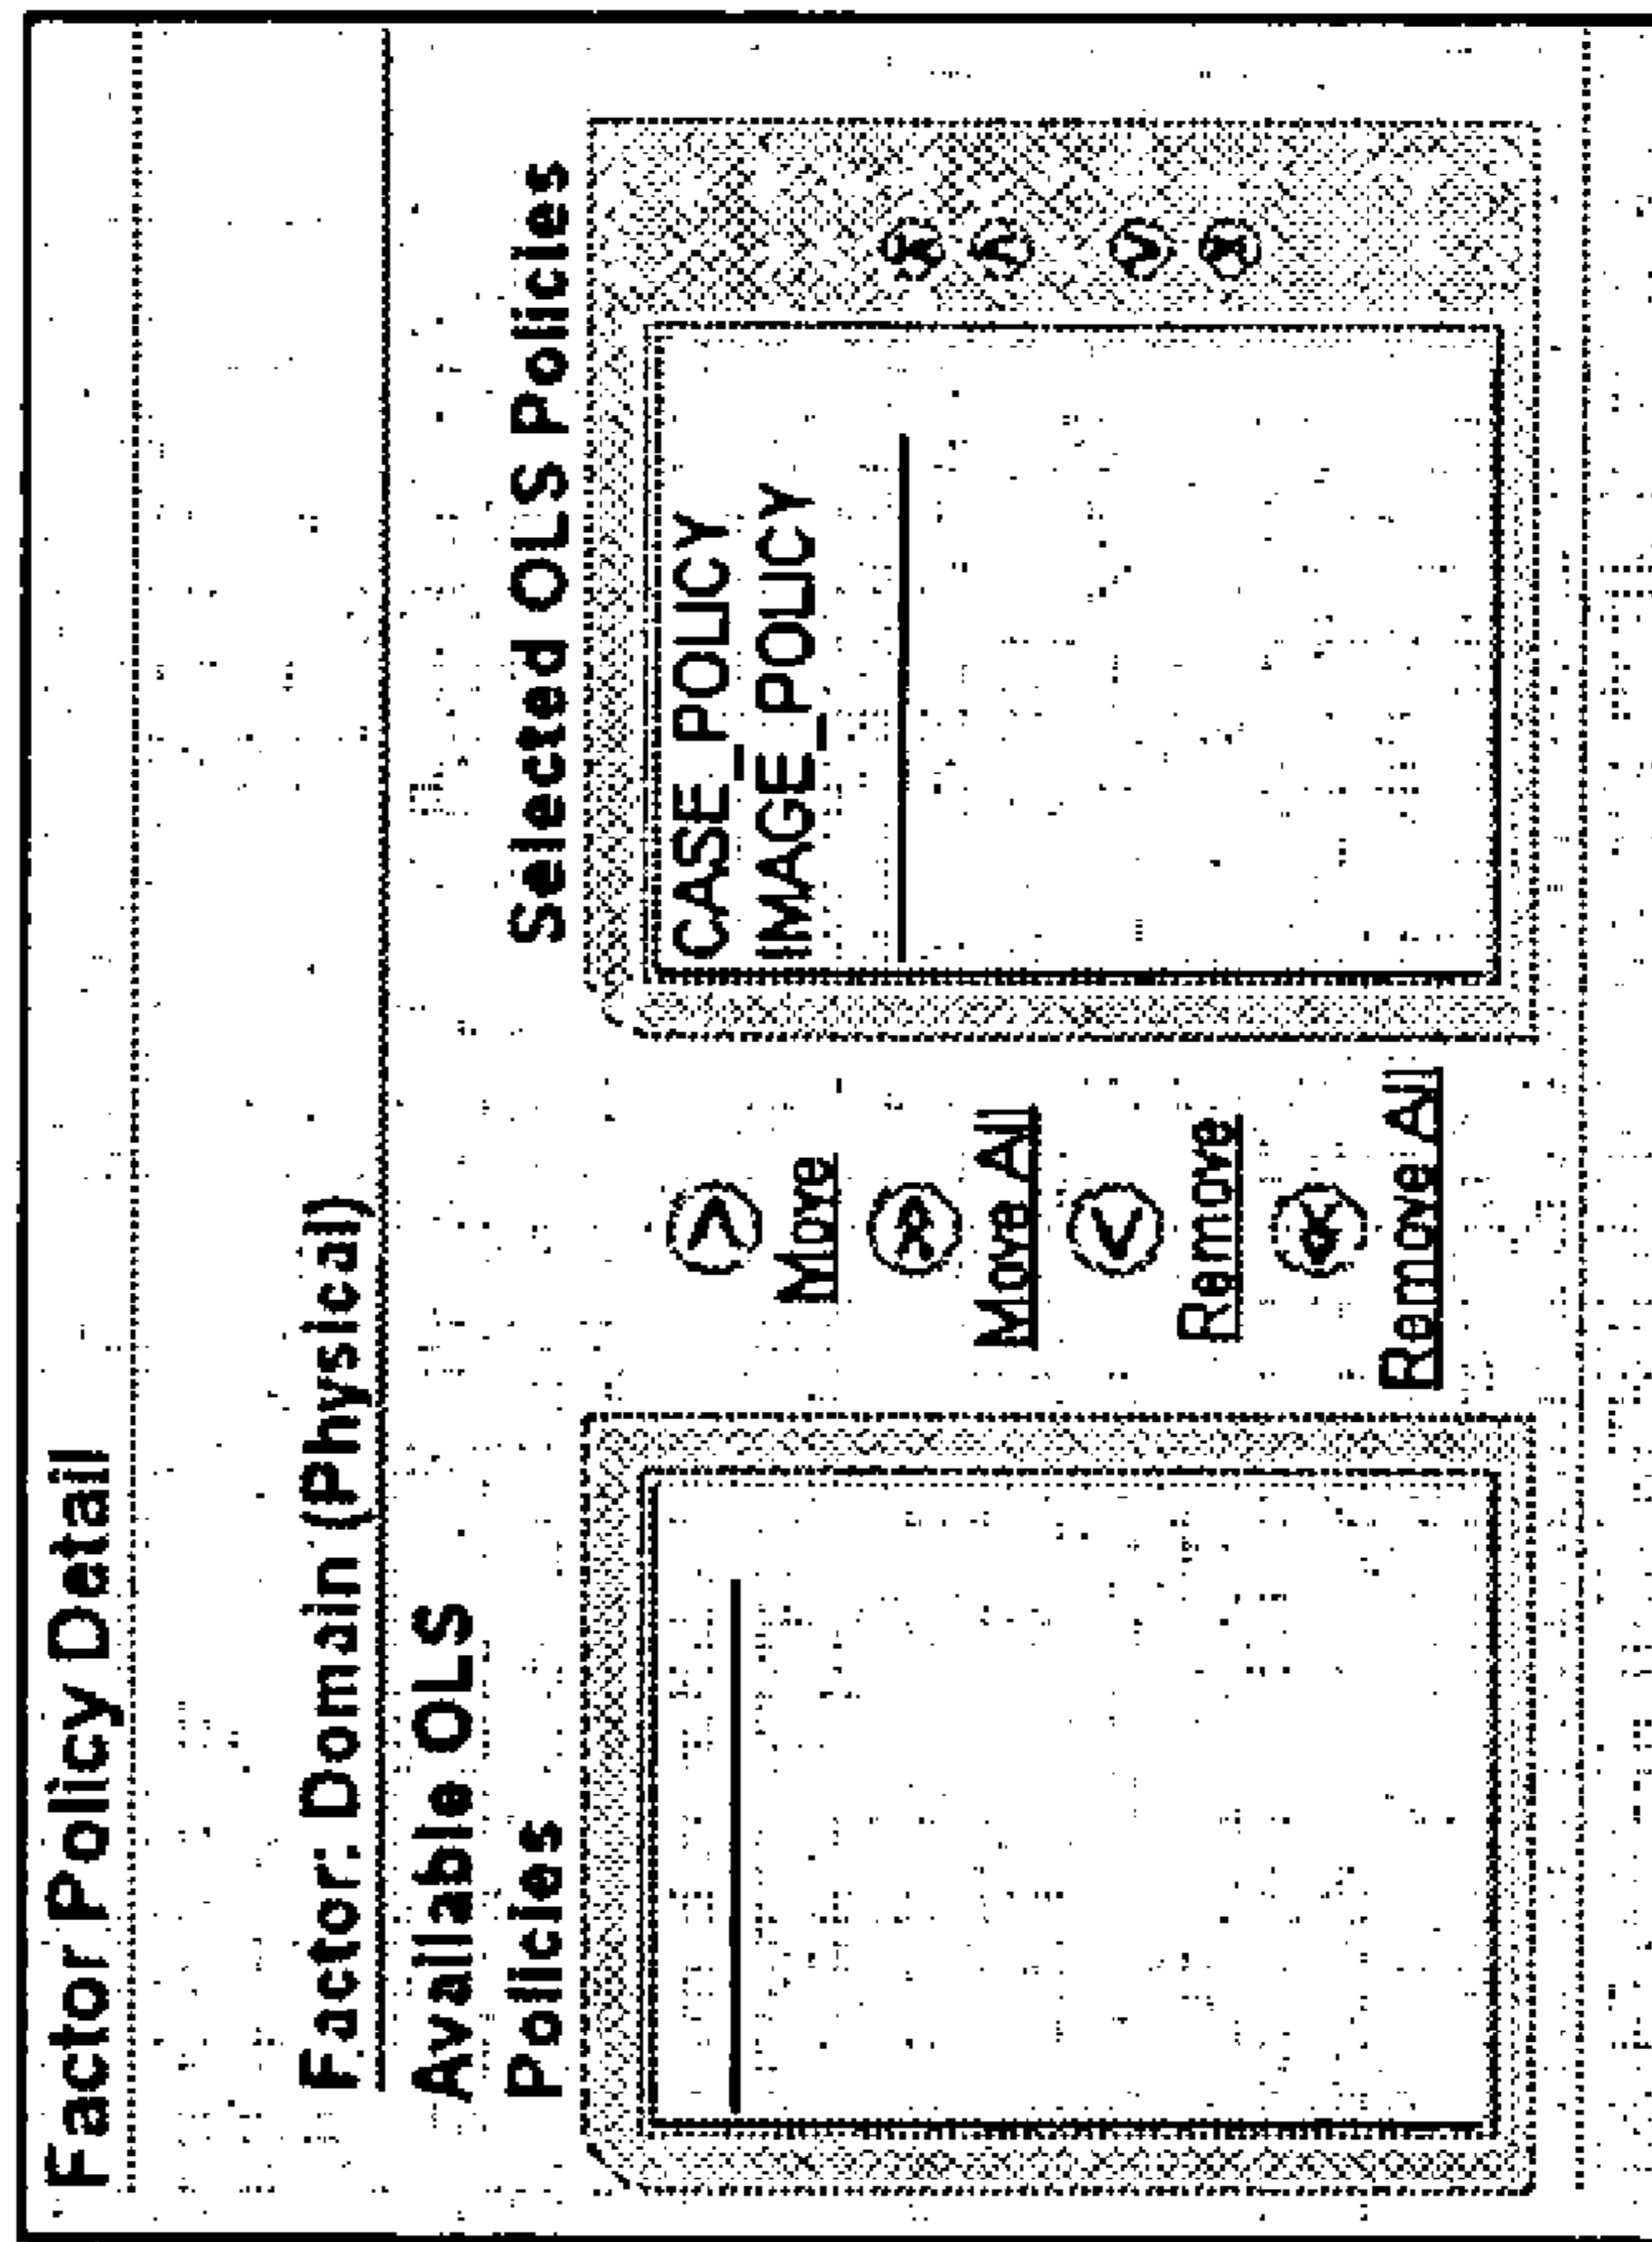 Factor Policy Detail
Factor: Domain (Physical)
Available OLS
Policies
Move
Move All
Remove
Remove All
Selected OLS Policies
CASE_POLICY
IMAGE_POLICY